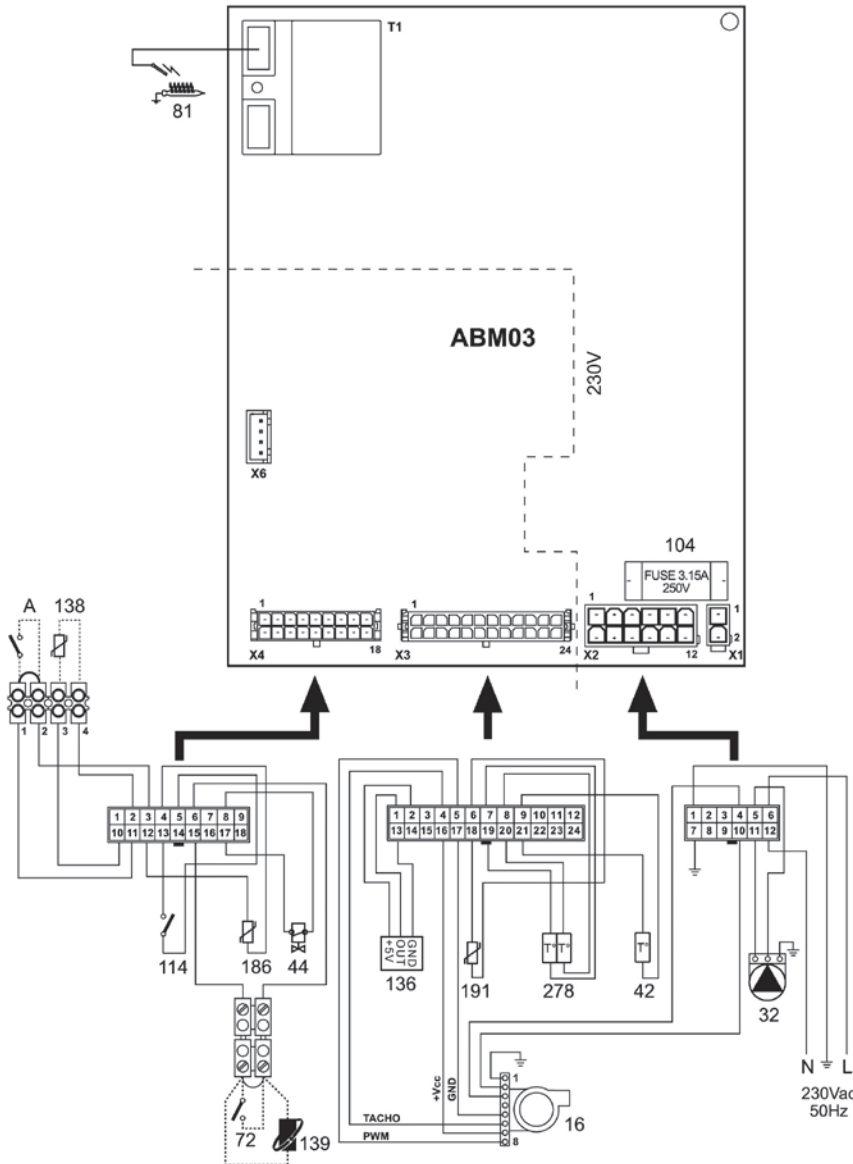 T1
81
ABM03
230V
X6
104
FUSE 3.15A
250V
1 1 1 1
2
X4 18 X3 24 X2 12 X1
A 138
1 2 3 4
1 2 3 4 5 6 7 8 9
10 11 12 13 14 15 16 17 18
1 2 3 4 5 6 7 8 9 10 11 12
13 14 15 16 17 18 19 20 21 22 23 24
1 2 3 4 5 6
7 8 9 10 11 12
114 186 44
+5V
OUT
GND
136
191
T° T°
278
T°
42
32
N L
230Vac
50Hz
72 139
+Vcc
GND
TACHO
PWM
1
8
16